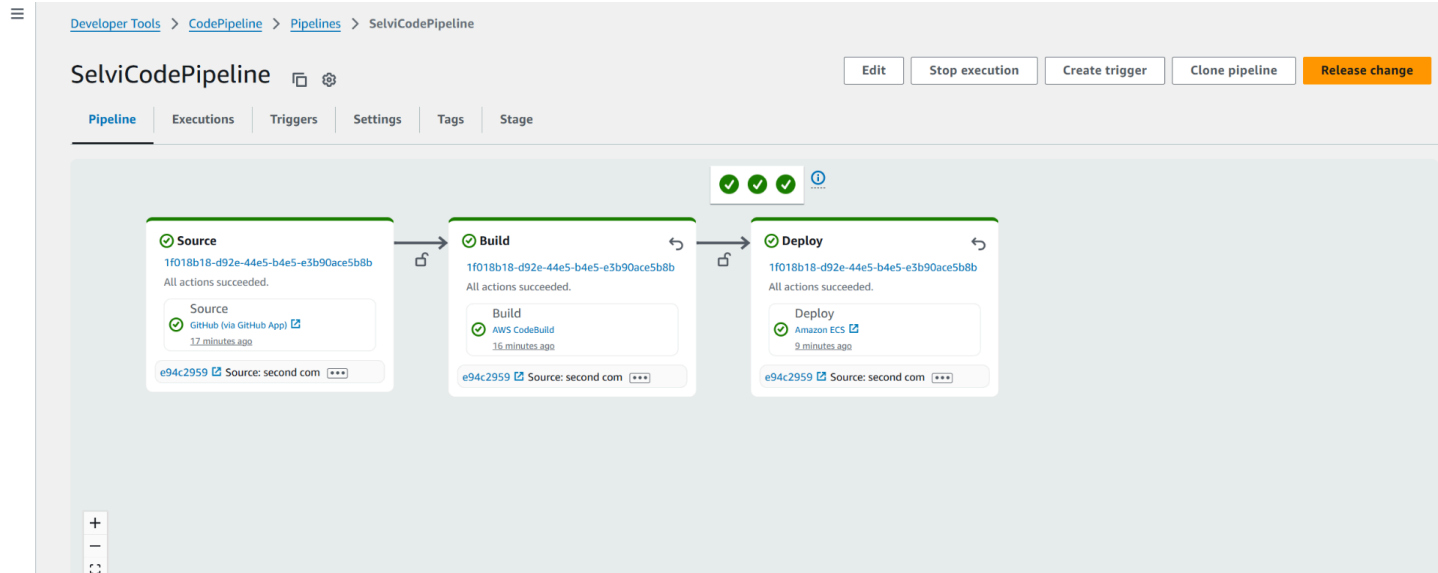 Developer Tools > CodePipeline > Pipelines > SelviCodePipeline
SelviCodePipeline
Edit
Stop execution
Create trigger
Clone pipeline
Release change
Pipeline
Executions
Triggers
Settings
Tags
Stage
Source
1f018b18-d92e-44e5-b4e5-e3b90ace5b8b
All actions succeeded.
Source
GitHub (via GitHub App)
17 minutes ago
e94c2959 Source: second com
Build
1f018b18-d92e-44e5-b4e5-e3b90ace5b8b
All actions succeeded.
Build
AWS CodeBuild
16 minutes ago
e94c2959 Source: second com
Deploy
1f018b18-d92e-44e5-b4e5-e3b90ace5b8b
All actions succeeded.
Deploy
Amazon ECS
9 minutes ago
e94c2959 Source: second com